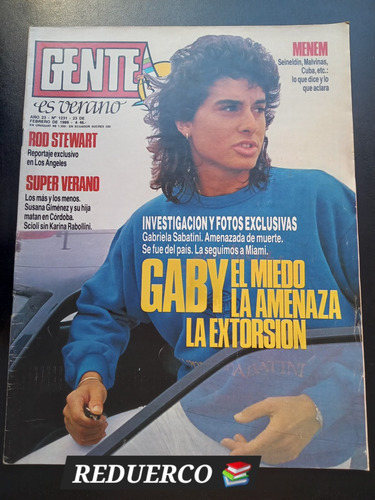 GENTE
es verano
AÑO 23 - Nº 1231 - 23 DE
FEBRERO DE 1989 - A 45.-
MENEM
Seineldín, Malvinas,
Cuba, etc.:
lo que dice y lo
que aclara
ROD STEWART
Reportaje exclusivo
en Los Angeles
SUPER VERANO
Los más y los menos.
Susana Giménez y su hija
matan en Córdoba.
Scioli sin Karina Rabollini.
INVESTIGACION Y FOTOS EXCLUSIVAS
Gabriela Sabatini. Amenazada de muerte.
Se fue del país. La seguimos a Miami.
GABY EL MIEDO
LA AMENAZA
LA EXTORSION
REDUERCO 📚